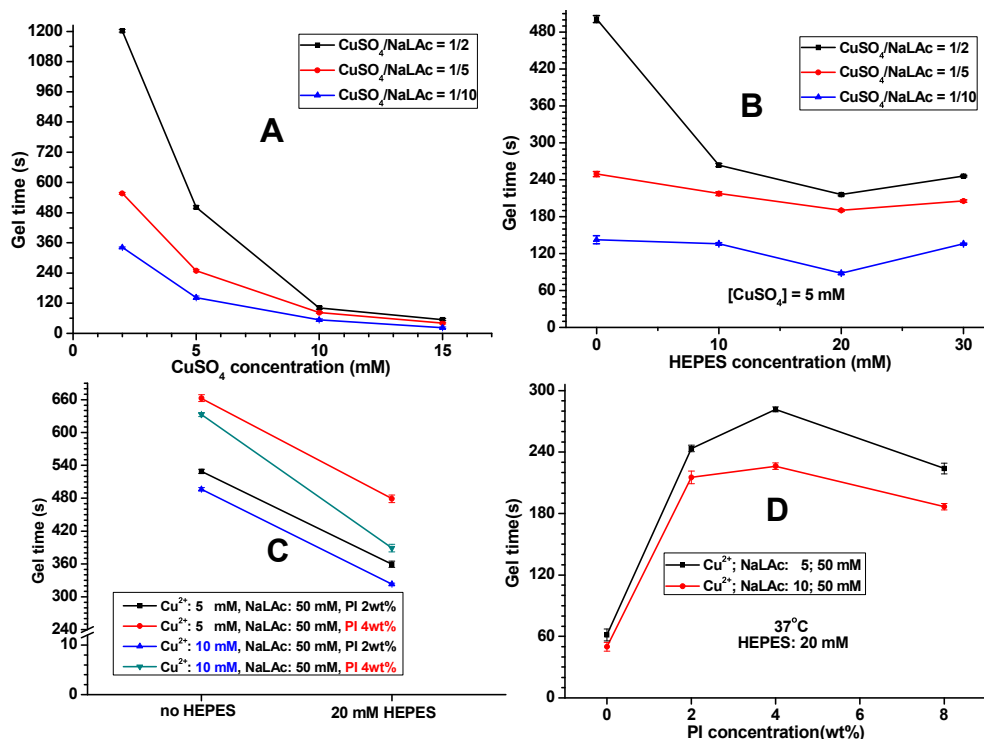 1200
1080
960
840
720
600
480
360
240
120
0
Gel time (s)
CuSO₄/NaLAc = 1/2
CuSO₄/NaLAc = 1/5
CuSO₄/NaLAc = 1/10
A
0 5 10 15
CuSO₄ concentration (mM)
480
420
360
300
240
180
120
60
0
Gel time (s)
CuSO₄/NaLAc = 1/2
CuSO₄/NaLAc = 1/5
CuSO₄/NaLAc = 1/10
B
[CuSO₄] = 5 mM
0 10 20 30
HEPES concentration (mM)
660
600
540
480
420
360
300
240
10
0
Gel time (s)
C
Cu²⁺: 5 mM, NaLAc: 50 mM, PI 2wt%
Cu²⁺: 5 mM, NaLAc: 50 mM, PI 4wt%
Cu²⁺: 10 mM, NaLAc: 50 mM, PI 2wt%
Cu²⁺: 10 mM, NaLAc: 50 mM, PI 4wt%
no HEPES 20 mM HEPES
300
240
180
120
60
0
Gel time(s)
D
Cu²⁺; NaLAc: 5; 50 mM
Cu²⁺; NaLAc: 10; 50 mM
37°C
HEPES: 20 mM
0 2 4 6 8
PI concentration(wt%)